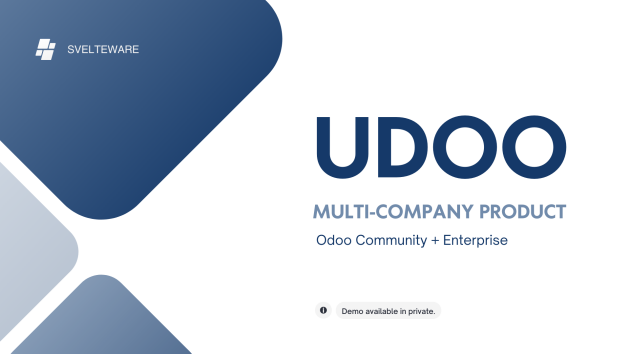 SVELTEWARE
UDOO
MULTI-COMPANY PRODUCT
Odoo Community + Enterprise
Demo available in private.